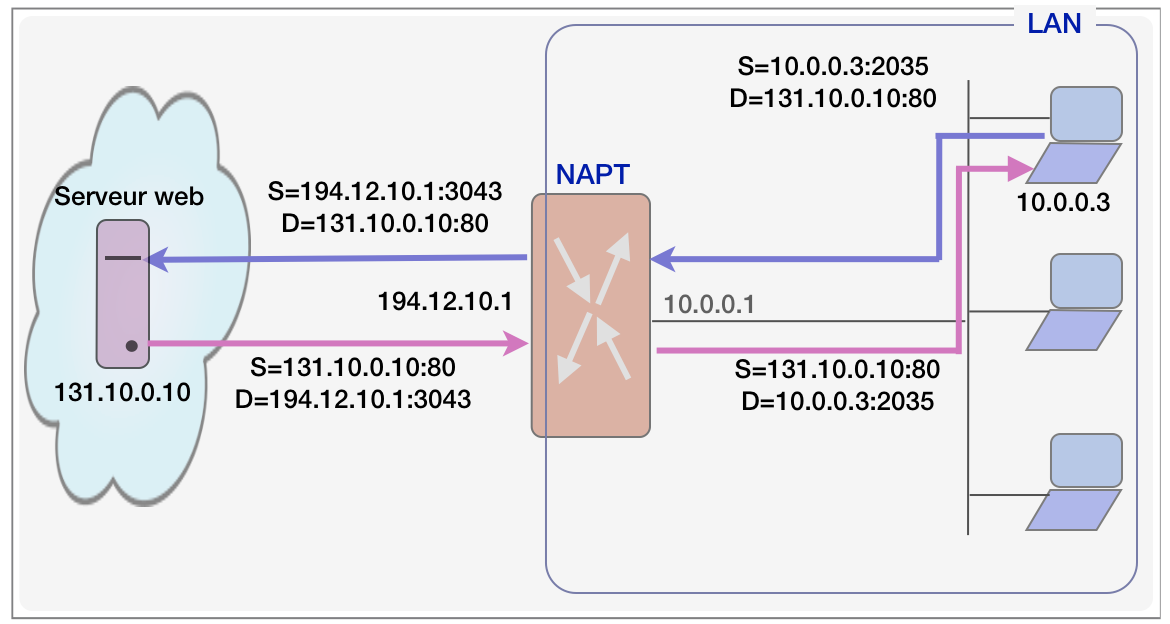 LAN
S=10.0.0.3:2035
D=131.10.0.10:80
NAPT
Serveur web
S=194.12.10.1:3043
D=131.10.0.10:80
10.0.0.3
194.12.10.1
10.0.0.1
131.10.0.10
S=131.10.0.10:80
D=194.12.10.1:3043
S=131.10.0.10:80
D=10.0.0.3:2035